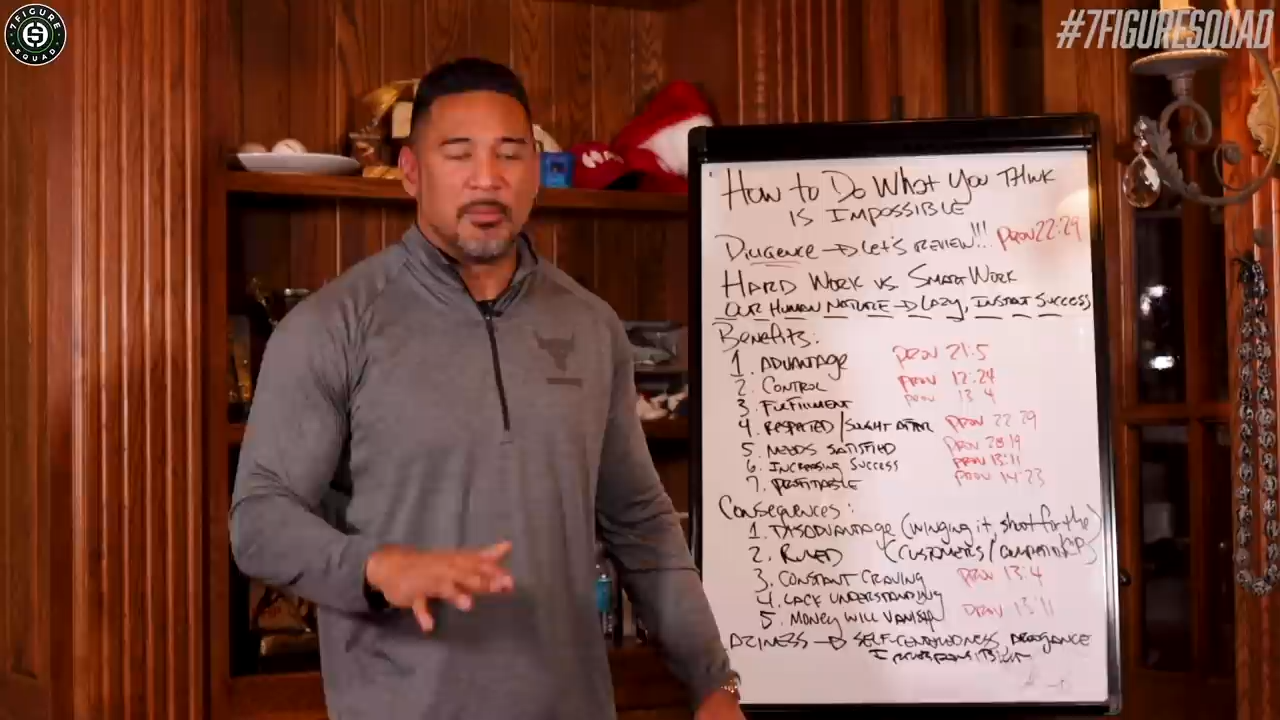 7FIGURE SQUAD
#7FIGURESQUAD
How to Do What You Think
is Impossible
Diligence → Let's Review!!! Prov 22:29
Hard Work vs Smart Work
Our Human Nature → Lazy, Instant Success
Benefits:
1. Advantage Prov 21:5
2. Control Prov 12:24
3. Fulfillment Prov 13:4
4. Respected/Sought After Prov 22:29
5. Needs Satisfied Prov 28:19
6. Increasing Success Prov 13:11
7. Profitable Prov 14:23
Consequences:
1. Disadvantage (winging it, shoot for the
2. Ruled (Customers/
3. Constant Craving Prov 13:4
4. Lack Understanding
5. Money Will Vanish Prov 13:11
aziness → Self-centeredness, Arrogance